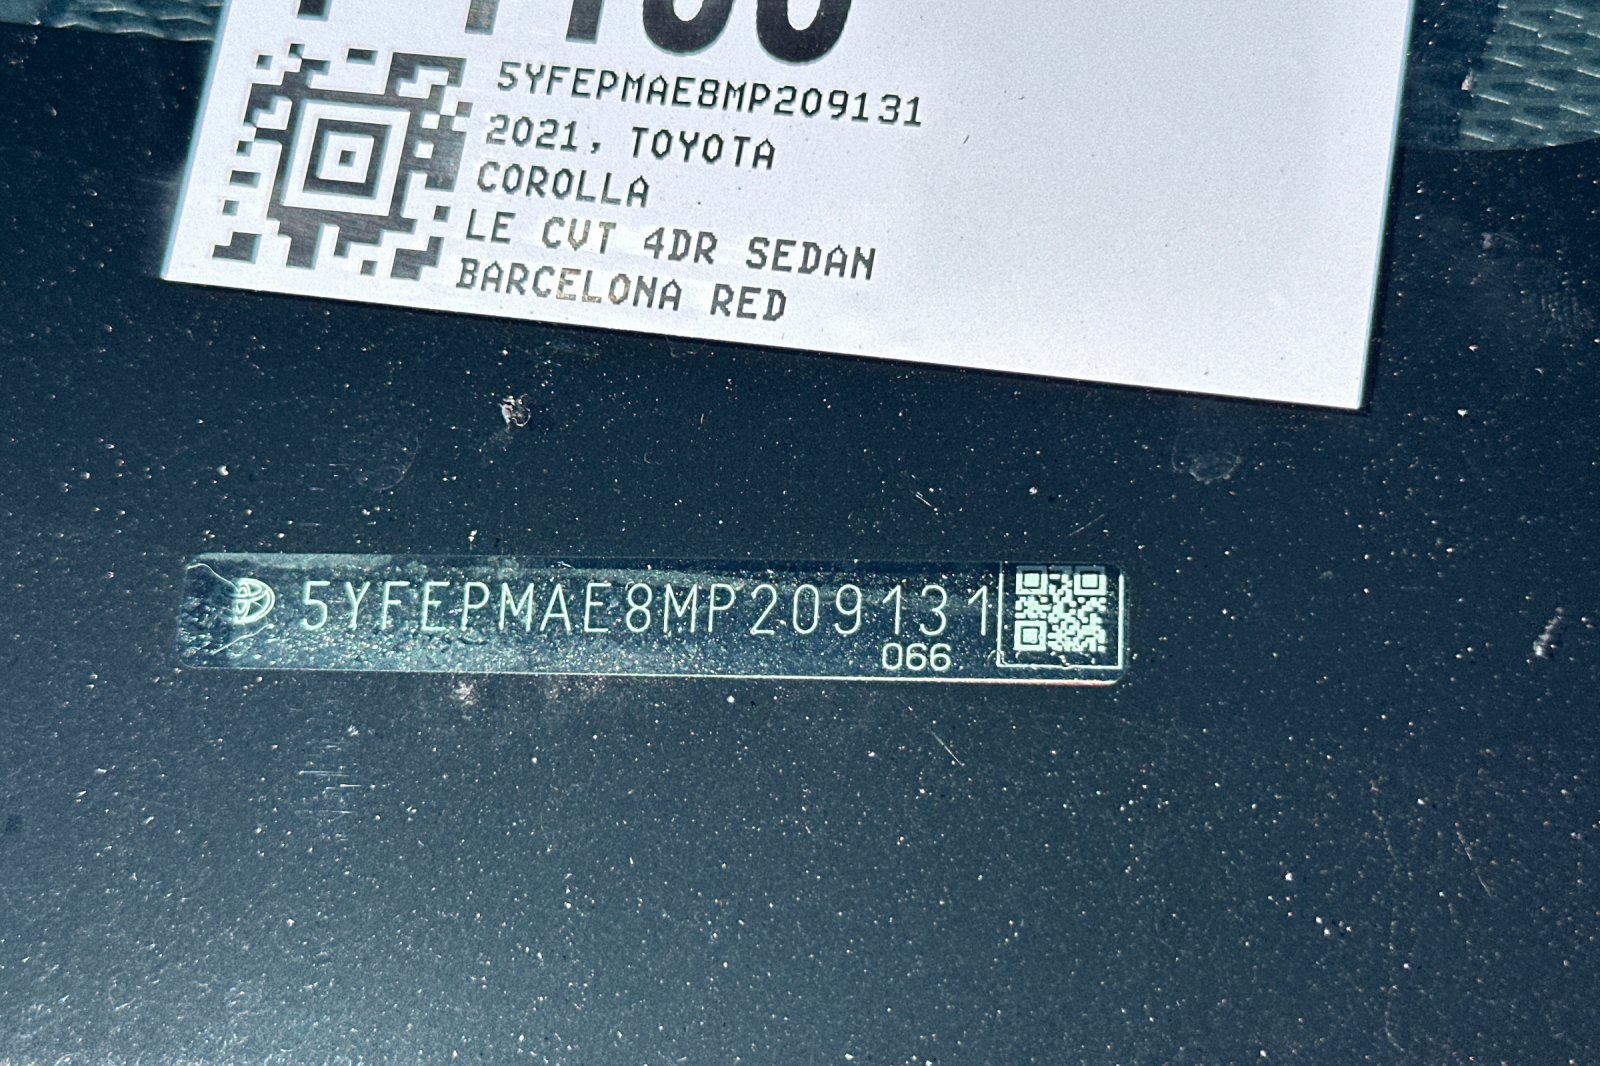 5YFEPMAE8MP209131
2021, TOYOTA
COROLLA
LE CVT 4DR SEDAN
BARCELONA RED
5YFEPMAE8MP209131
066